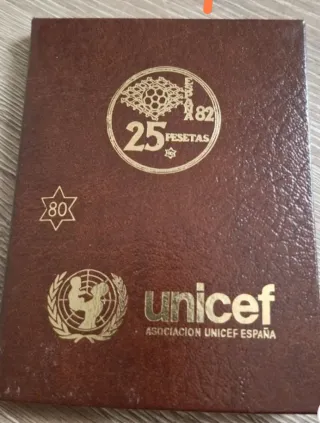 ESPAÑA 82
25 PESETAS
80
unicef
ASOCIACION UNICEF ESPAÑA